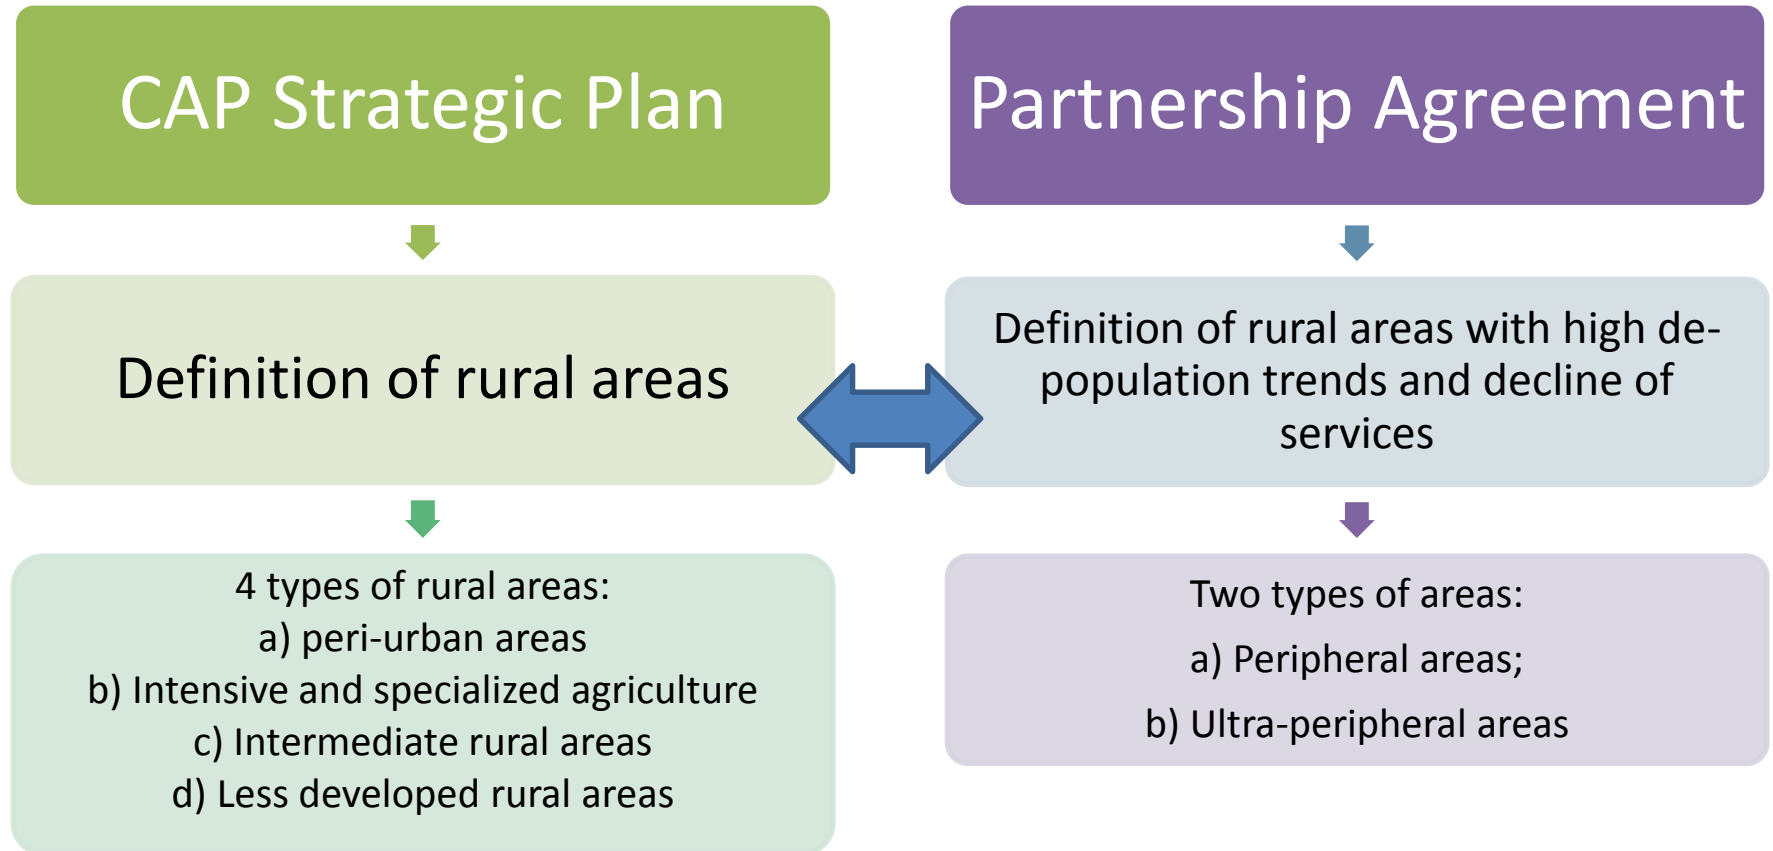 CAP Strategic Plan
Definition of rural areas
4 types of rural areas:
a) peri-urban areas
b) Intensive and specialized agriculture
c) Intermediate rural areas
d) Less developed rural areas
Partnership Agreement
Definition of rural areas with high de-
population trends and decline of
services
Two types of areas:
a) Peripheral areas;
b) Ultra-peripheral areas